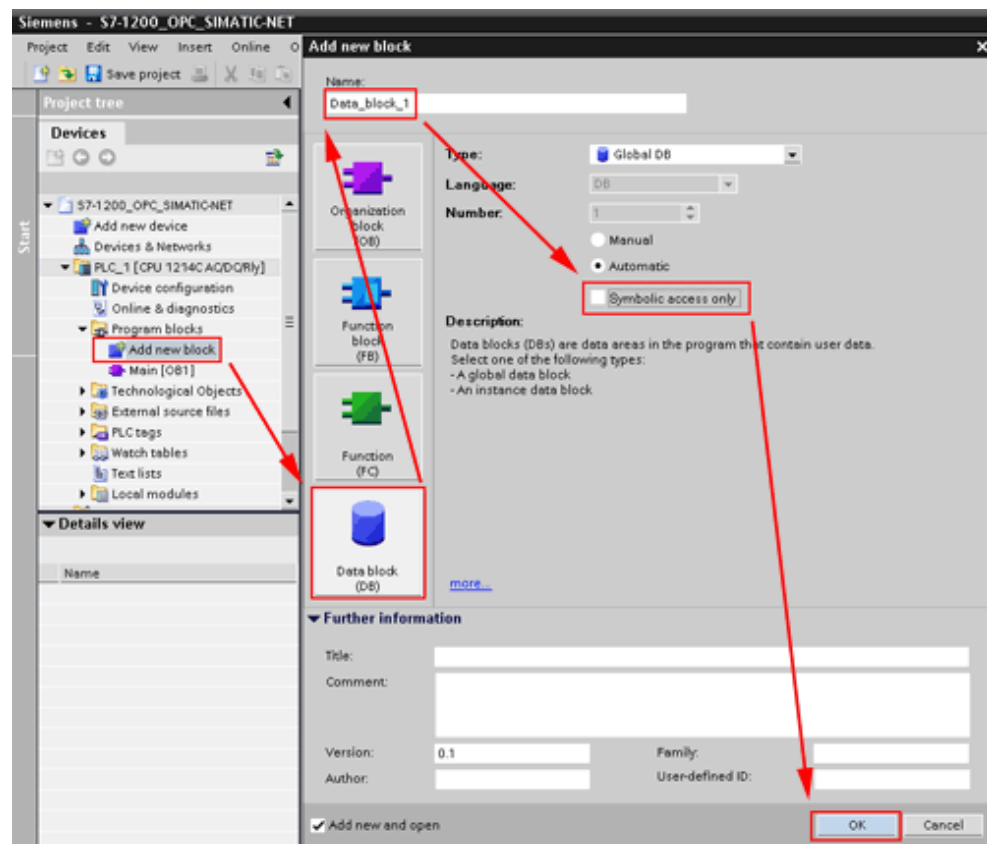 Siemens - S7-1200_OPC_SIMATIC-NET
Project Edit View Insert Online O
Save project
Project tree
Devices
Start
S7-1200_OPC_SIMATIC-NET
Add new device
Devices & Networks
PLC_1 [CPU 1214C AC/DC/Rly]
Device configuration
Online & diagnostics
Program blocks
Add new block
Main [OB1]
Technological Objects
External source files
PLC tags
Watch tables
Text lists
Local modules
Details view
Name
Add new block
Name:
Data_block_1
Organization
block
(OB)
Function
block
(FB)
Function
(FC)
Data block
(DB)
Type: Global DB
Language: DB
Number: 1
Manual
Automatic
Symbolic access only
Description:
Data blocks (DBs) are data areas in the program that contain user data.
Select one of the following types:
- A global data block
- An instance data block
more...
Further information
Title:
Comment:
Version: 0.1 Family:
Author: User-defined ID:
Add new and open
OK Cancel